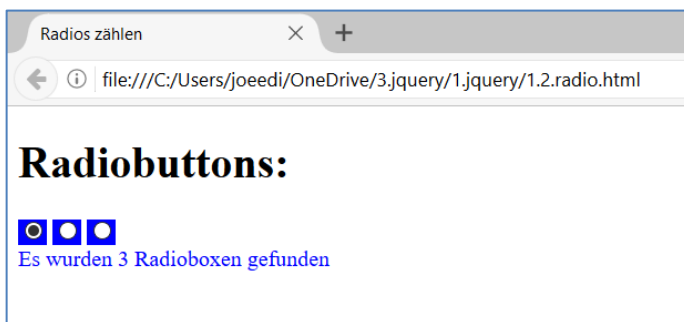 Radios zählen
file:///C:/Users/joeedi/OneDrive/3.jquery/1.jquery/1.2.radio.html
Radiobuttons:
Es wurden 3 Radioboxen gefunden